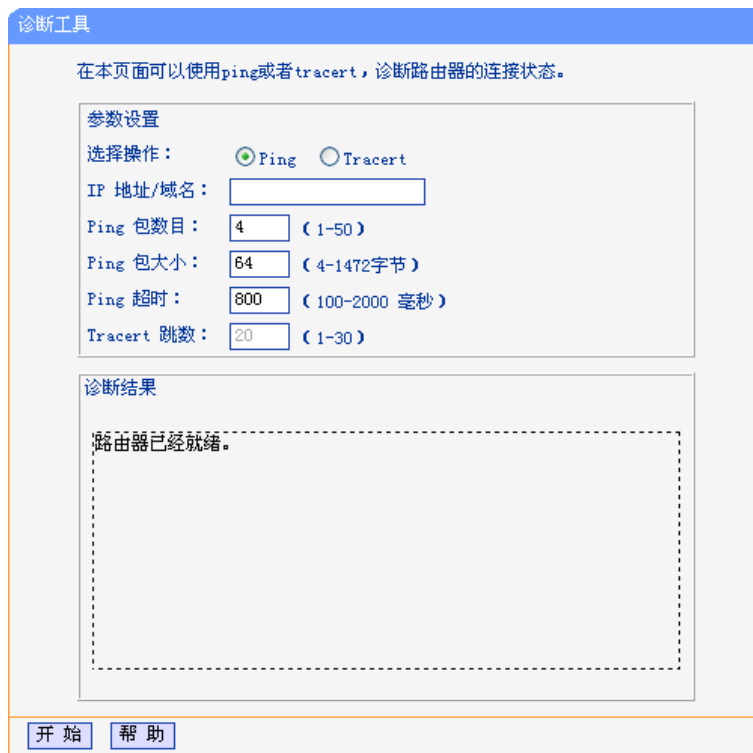 诊断工具
在本页面可以使用ping或者tracert，诊断路由器的连接状态。
参数设置
选择操作： Ping Tracert
IP 地址/域名：
Ping 包数目： 4 （1-50）
Ping 包大小： 64 （4-1472字节）
Ping 超时： 800 （100-2000 毫秒）
Tracert 跳数： 20 （1-30）
诊断结果
路由器已经就绪。
开 始 帮 助